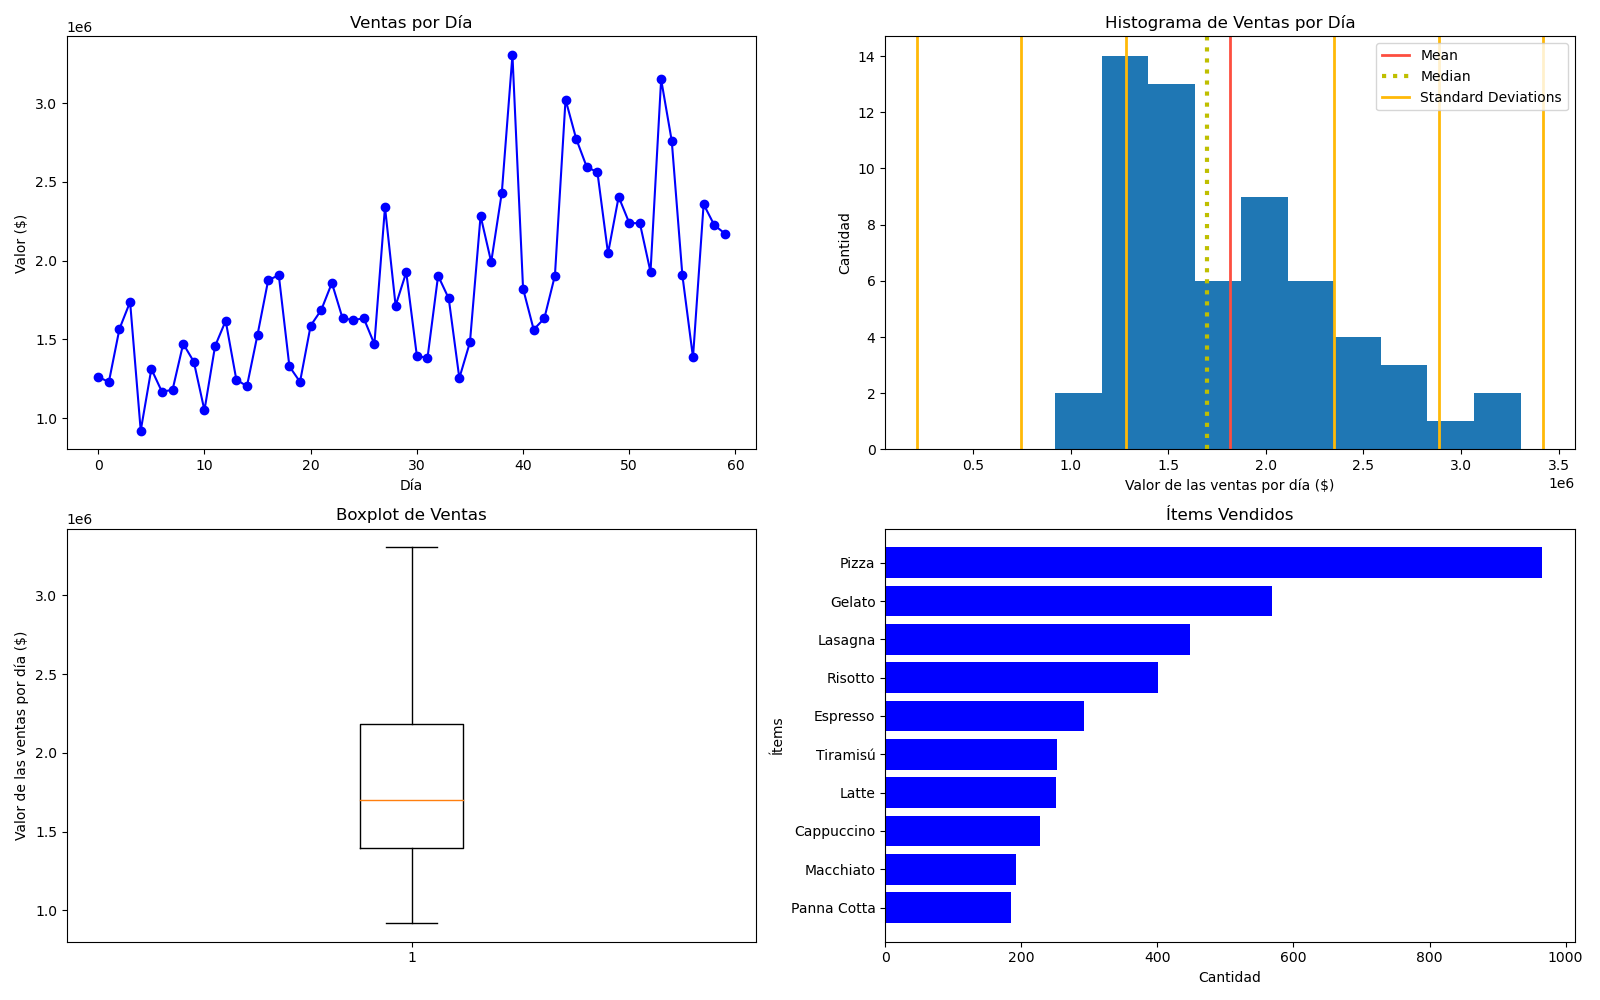 Ventas por Día
1e6
Valor ($)
3.0
2.5
2.0
1.5
1.0
0 10 20 30 40 50 60
Día
Histograma de Ventas por Día
Mean
Median
Standard Deviations
Cantidad
14
12
10
8
6
4
2
0
0.5 1.0 1.5 2.0 2.5 3.0 3.5
1e6
Valor de las ventas por día ($)
Boxplot de Ventas
1e6
Valor de las ventas por día ($)
3.0
2.5
2.0
1.5
1.0
1
Ítems Vendidos
Ítems
Pizza
Gelato
Lasagna
Risotto
Espresso
Tiramisú
Latte
Cappuccino
Macchiato
Panna Cotta
0 200 400 600 800 1000
Cantidad